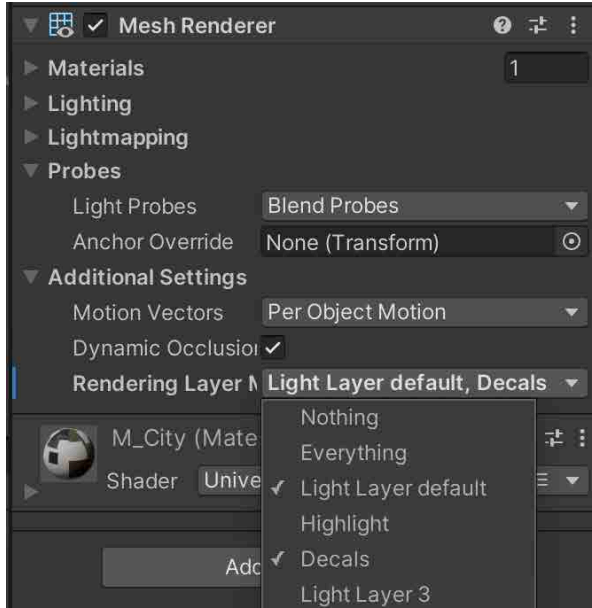 Mesh Renderer
Materials 1
Lighting
Lightmapping
Probes
Light Probes Blend Probes
Anchor Override None (Transform)
Additional Settings
Motion Vectors Per Object Motion
Dynamic Occlusion
Rendering Layer M Light Layer default, Decals
Nothing
M_City (Mate
Everything
Shader Unive
Light Layer default
Highlight
Add
Decals
Light Layer 3